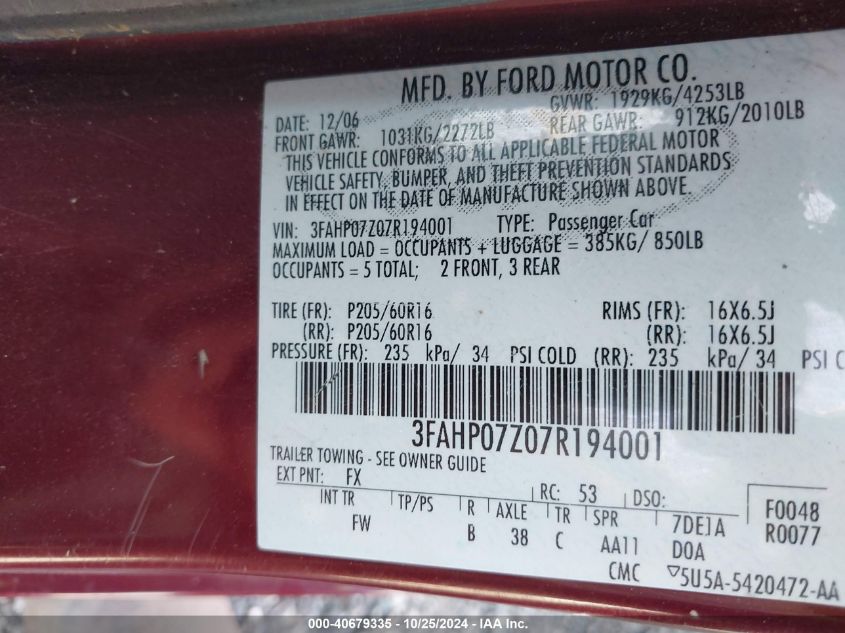 MFD. BY FORD MOTOR CO.
DATE: 12/06 GVWR: 1929KG/4253LB
FRONT GAWR: 1031KG/2272LB REAR GAWR: 912KG/2010LB
THIS VEHICLE CONFORMS TO ALL APPLICABLE FEDERAL MOTOR
VEHICLE SAFETY, BUMPER, AND THEFT PREVENTION STANDARDS
IN EFFECT ON THE DATE OF MANUFACTURE SHOWN ABOVE.
VIN: 3FAHP07Z07R194001 TYPE: Passenger Car
MAXIMUM LOAD = OCCUPANTS + LUGGAGE = 385KG/ 850LB
OCCUPANTS = 5 TOTAL; 2 FRONT, 3 REAR
TIRE (FR): P205/60R16 RIMS (FR): 16X6.5J
(RR): P205/60R16 (RR): 16X6.5J
PRESSURE (FR): 235 kPa/ 34 PSI COLD (RR): 235 kPa/ 34 PSI C
3FAHP07Z07R194001
TRAILER TOWING - SEE OWNER GUIDE
EXT PNT: FX RC: 53 DSO: F0048
INT TR TP/PS R AXLE TR SPR 7DE1A R0077
FW B 38 C AA11 D0A
CMC ▽5U5A-5420472-AA
000-40679335 - 10/25/2024 - IAA Inc.